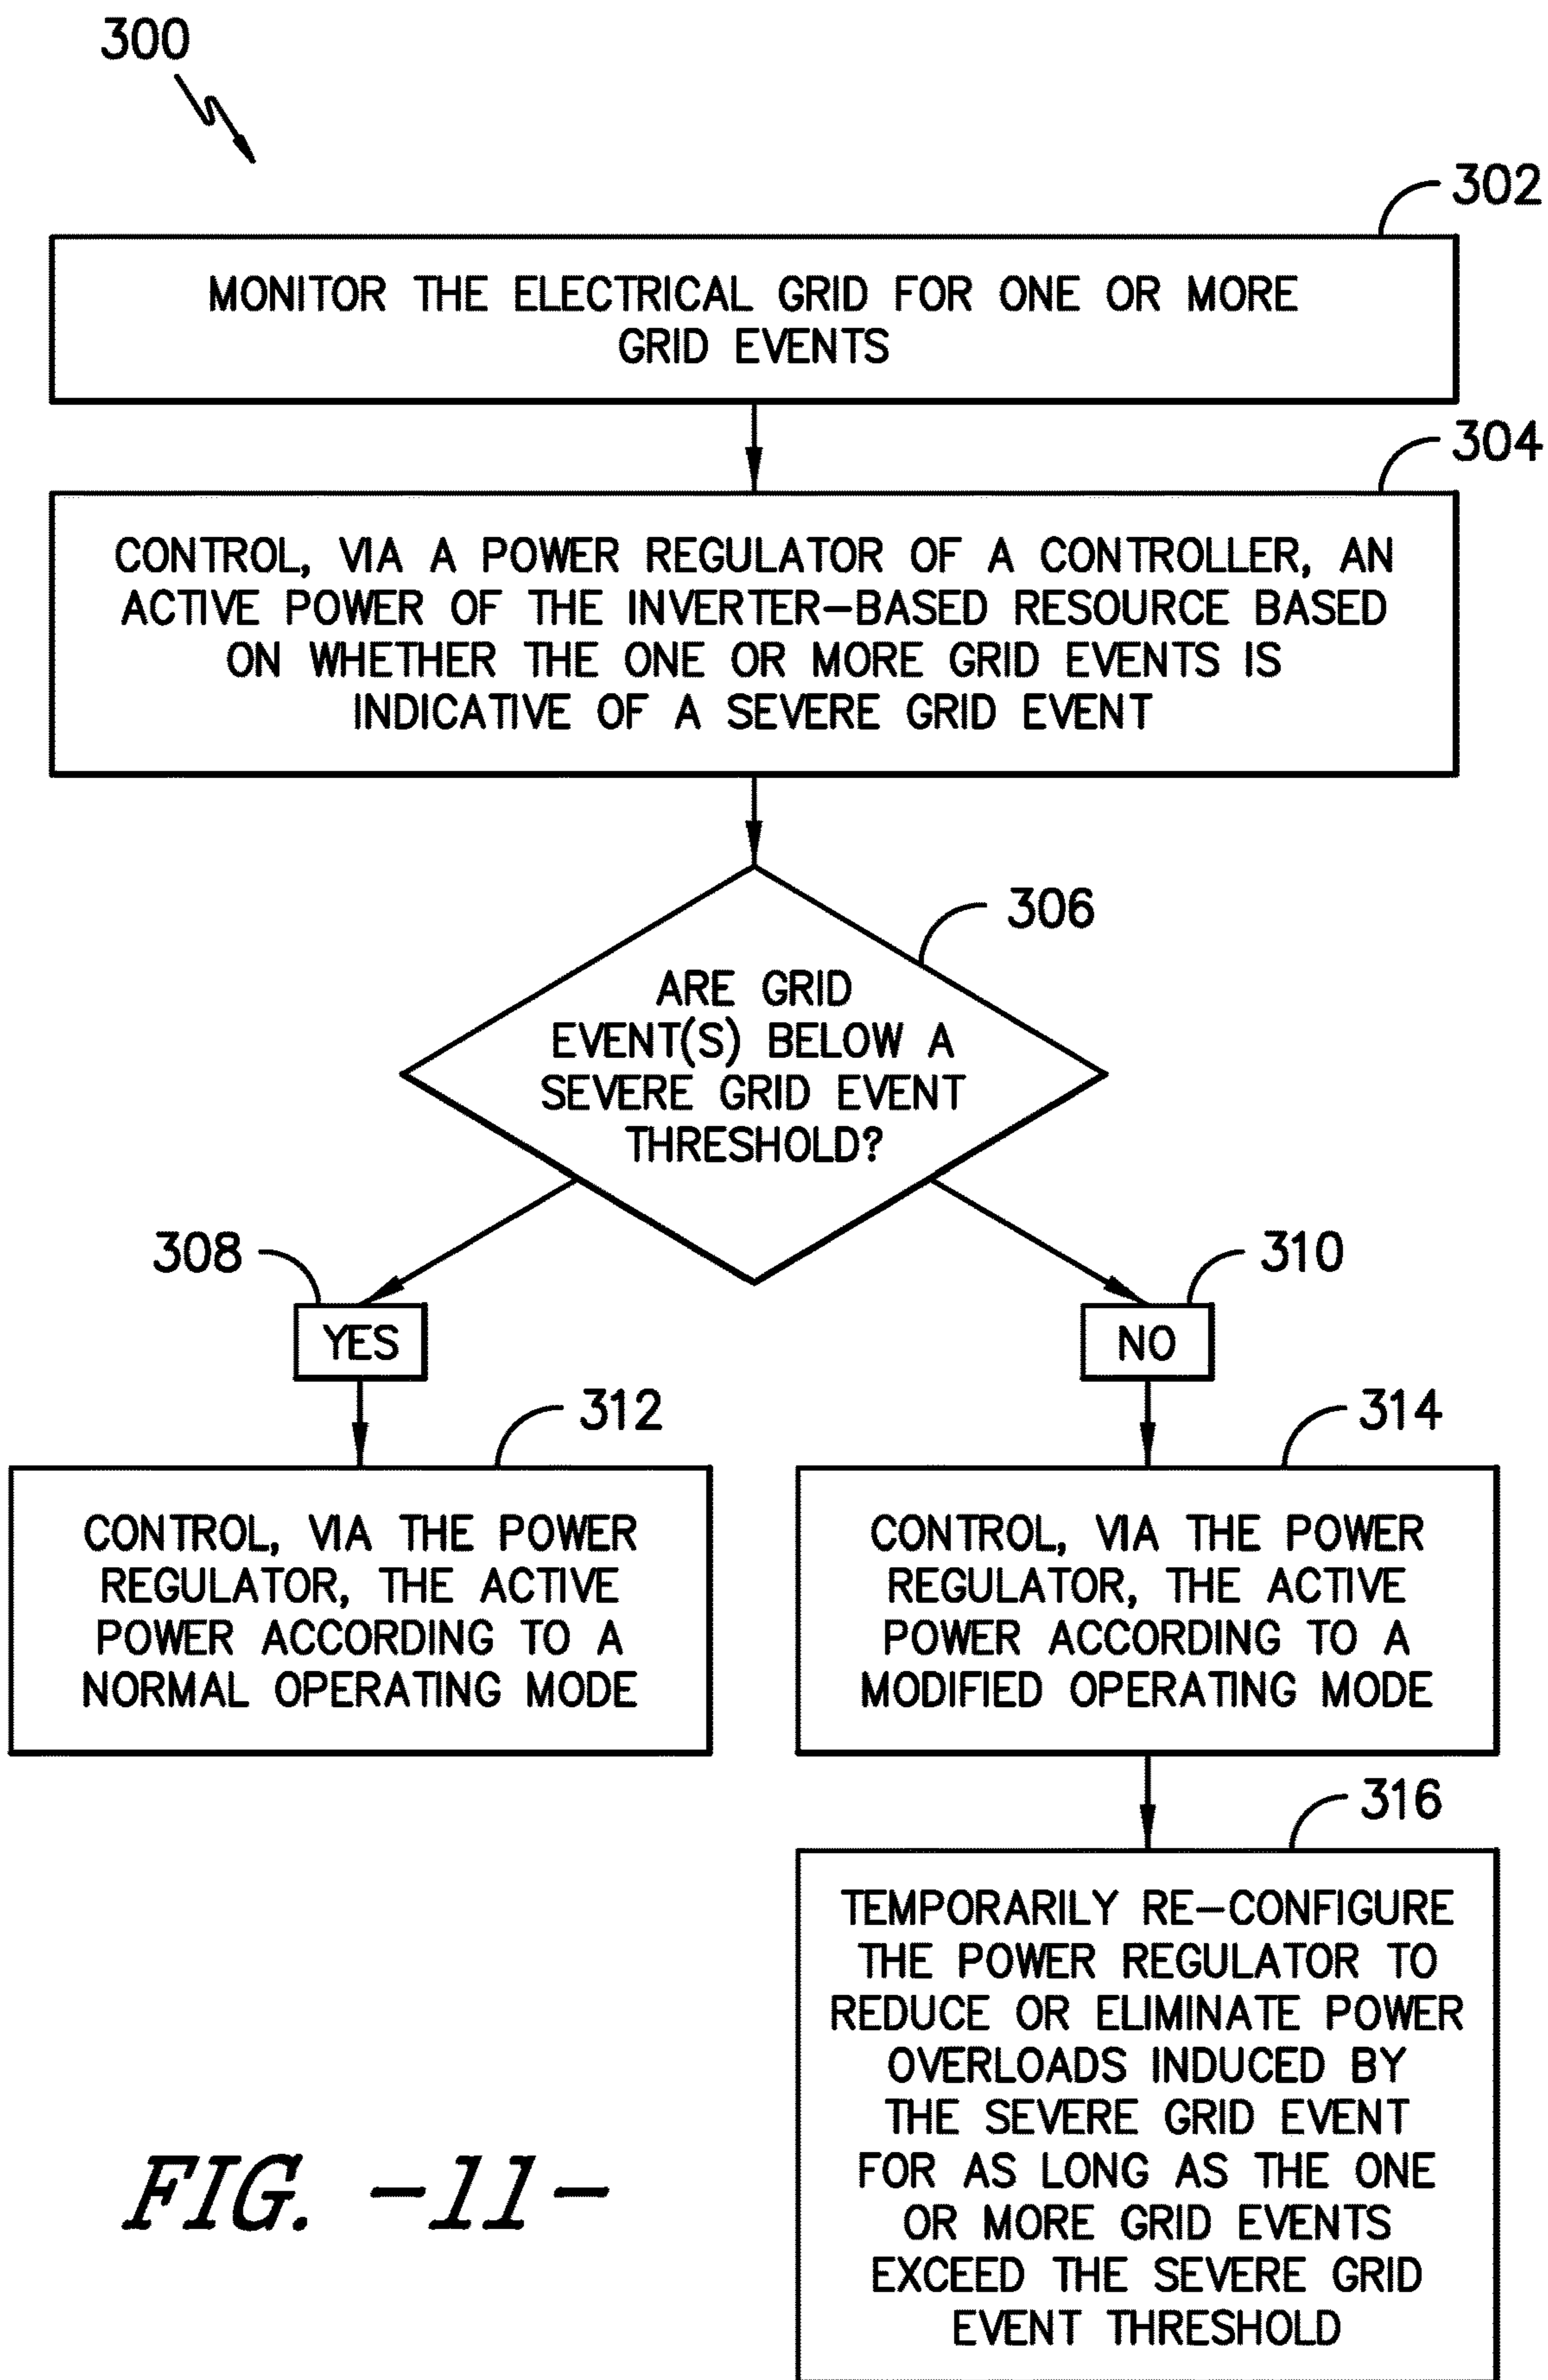 300
302
MONITOR THE ELECTRICAL GRID FOR ONE OR MORE
GRID EVENTS
304
CONTROL, VIA A POWER REGULATOR OF A CONTROLLER, AN
ACTIVE POWER OF THE INVERTER-BASED RESOURCE BASED
ON WHETHER THE ONE OR MORE GRID EVENTS IS
INDICATIVE OF A SEVERE GRID EVENT
306
ARE GRID
EVENT(S) BELOW A
SEVERE GRID EVENT
THRESHOLD?
308
YES
310
NO
312
CONTROL, VIA THE POWER
REGULATOR, THE ACTIVE
POWER ACCORDING TO A
NORMAL OPERATING MODE
314
CONTROL, VIA THE POWER
REGULATOR, THE ACTIVE
POWER ACCORDING TO A
MODIFIED OPERATING MODE
316
TEMPORARILY RE-CONFIGURE
THE POWER REGULATOR TO
REDUCE OR ELIMINATE POWER
OVERLOADS INDUCED BY
THE SEVERE GRID EVENT
FOR AS LONG AS THE ONE
OR MORE GRID EVENTS
EXCEED THE SEVERE GRID
EVENT THRESHOLD
FIG. -11-